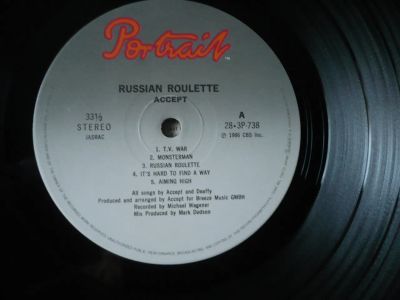 Portrait
RUSSIAN ROULETTE
ACCEPT
33⅓
STEREO
JASRAC
A
28・3P-738
℗ 1986 CBS Inc.
1. T.V. WAR
2. MONSTERMAN
3. RUSSIAN ROULETTE
4. IT'S HARD TO FIND A WAY
5. AIMING HIGH
All songs by Accept and Deaffy
Produced and arranged by Accept for Breeze Music GMBH
Recorded by Michael Wagener
Mix Produced by Mark Dodson